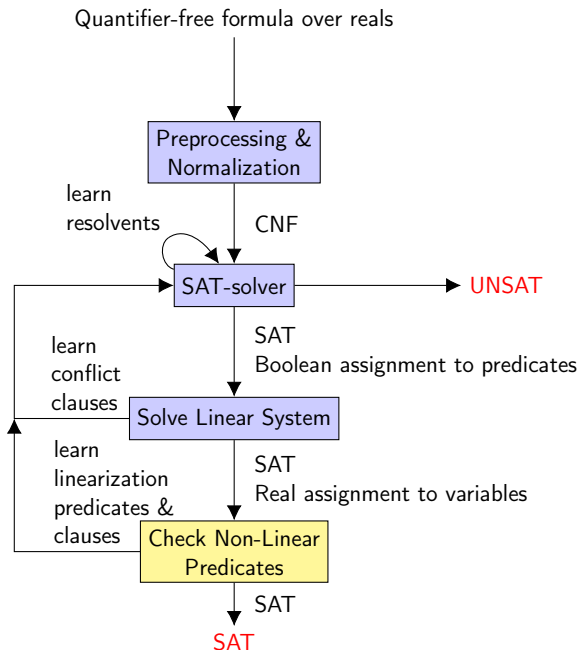 Quantifier-free formula over reals
Preprocessing &
Normalization
learn
resolvents
CNF
SAT-solver
UNSAT
SAT
Boolean assignment to predicates
learn
conflict
clauses
Solve Linear System
learn
linearization
predicates &
clauses
SAT
Real assignment to variables
Check Non-Linear
Predicates
SAT
SAT